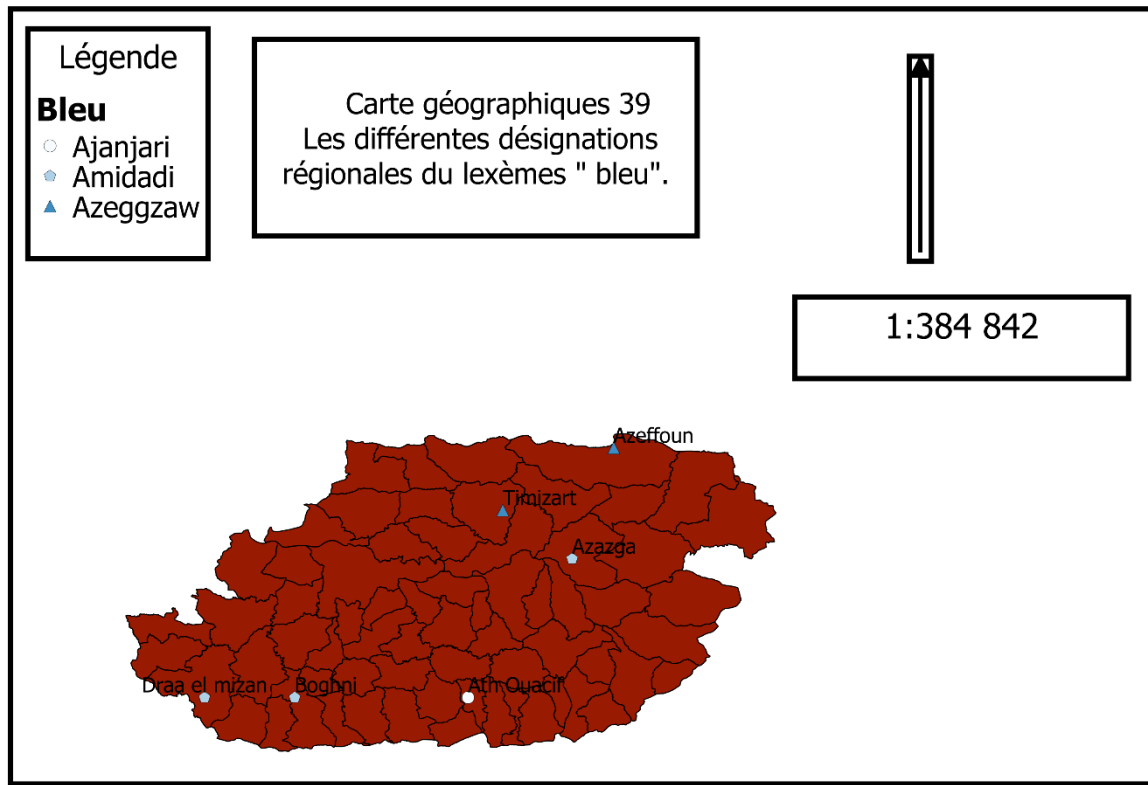 Légende
Bleu
Ajanjari
Amidadi
Azeggzaw
Carte géographiques 39
Les différentes désignations
régionales du lexèmes " bleu".
1:384 842
Azeffoun
Timizart
Azazga
Draa el mizan
Boghni
Ath Ouacif